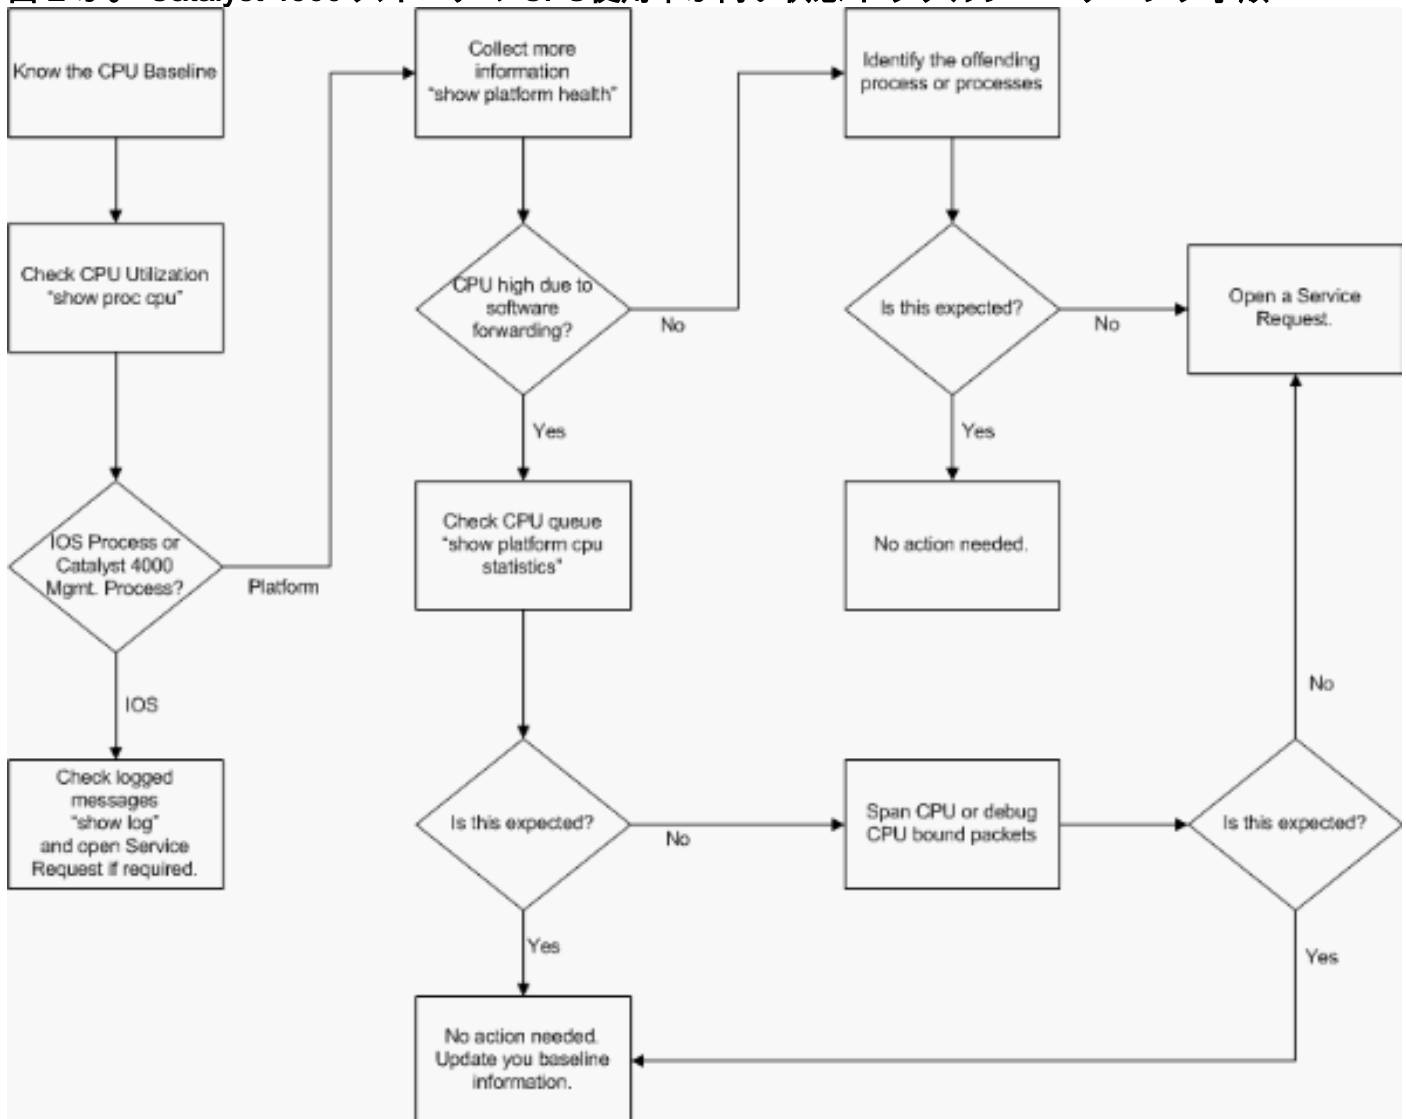 Know the CPU Baseline
Check CPU Utilization
"show proc cpu"
IOS Process or
Catalyst 4000
Mgmt. Process?
Platform
IOS
Check logged
messages
"show log"
and open Service
Request if required.
Collect more
information
"show platform health"
CPU high due to
software
forwarding?
No
Yes
Check CPU queue
"show platform cpu
statistics"
Is this expected?
No
Yes
No action needed.
Update you baseline
information.
Identify the offending
process or processes
Is this expected?
No
Yes
No action needed.
Span CPU or debug
CPU bound packets
Open a Service
Request.
No
Is this expected?
Yes